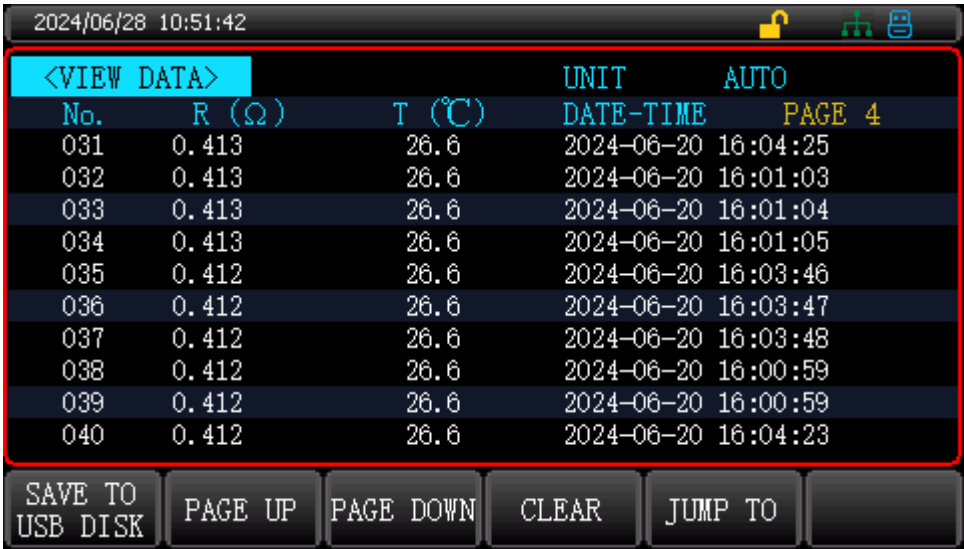 2024/06/28 10:51:42
<VIEW DATA> UNIT AUTO
No. R (Ω) T (℃) DATE-TIME PAGE 4
031 0.413 26.6 2024-06-20 16:04:25
032 0.413 26.6 2024-06-20 16:01:03
033 0.413 26.6 2024-06-20 16:01:04
034 0.413 26.6 2024-06-20 16:01:05
035 0.412 26.6 2024-06-20 16:03:46
036 0.412 26.6 2024-06-20 16:03:47
037 0.412 26.6 2024-06-20 16:03:48
038 0.412 26.6 2024-06-20 16:00:59
039 0.412 26.6 2024-06-20 16:00:59
040 0.412 26.6 2024-06-20 16:04:23
SAVE TO
USB DISK
PAGE UP
PAGE DOWN
CLEAR
JUMP TO